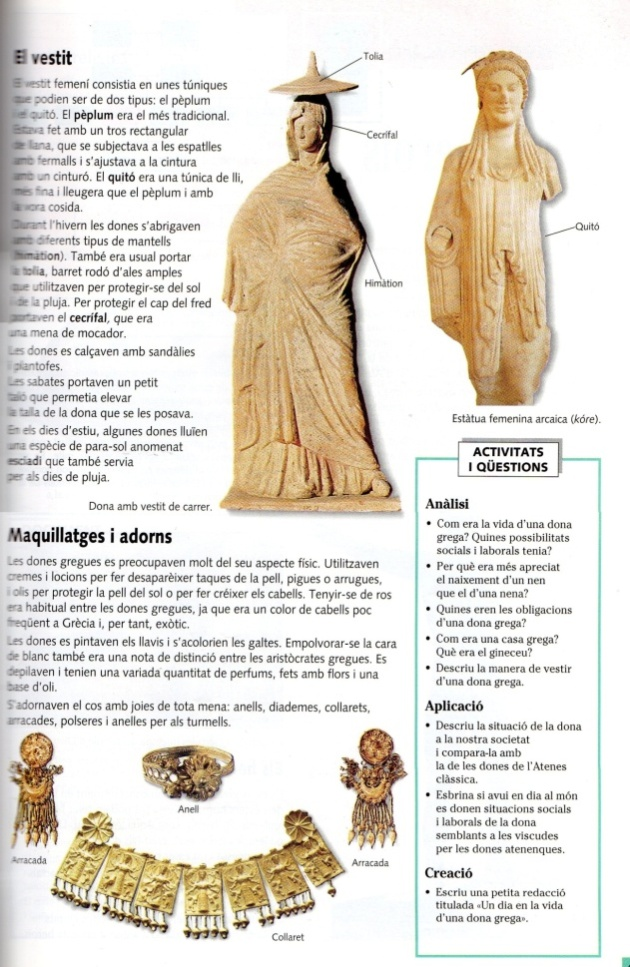 El vestit
El vestit femení consistia en unes túniques
que podien ser de dos tipus: el pèplum
i el quitó. El pèplum era el més tradicional.
Estava fet amb un tros rectangular
de llana, que se subjectava a les espatlles
amb fermalls i s'ajustava a la cintura
amb un cinturó. El quitó era una túnica de lli,
més fina i lleugera que el pèplum i amb
la vora cosida.
Durant l'hivern les dones s'abrigaven
amb diferents tipus de mantells
(himàtion). També era usual portar
la tolia, barret rodó d'ales amples
que utilitzaven per protegir-se del sol
i de la pluja. Per protegir el cap del fred
portaven el cecrífal, que era
una mena de mocador.
Les dones es calçaven amb sandàlies
i plantofes.
Les sabates portaven un petit
taló que permetia elevar
la talla de la dona que se les posava.
En els dies d'estiu, algunes dones lluïen
una espècie de para-sol anomenat
esciadi que també servia
per als dies de pluja.
Tolia
Cecrífal
Himàtion
Dona amb vestit de carrer.
Quitó
Estàtua femenina arcaica (kóre).
Maquillatges i adorns
Les dones gregues es preocupaven molt del seu aspecte físic. Utilitzaven
cremes i locions per fer desaparèixer taques de la pell, pigues o arrugues,
i olis per protegir la pell del sol o per fer créixer els cabells. Tenyir-se de ros
era habitual entre les dones gregues, ja que era un color de cabells poc
freqüent a Grècia i, per tant, exòtic.
Les dones es pintaven els llavis i s'acolorien les galtes. Empolvorar-se la cara
de blanc també era una nota de distinció entre les aristòcrates gregues. Es
depilaven i tenien una variada quantitat de perfums, fets amb flors i una
base d'oli.
S'adornaven el cos amb joies de tota mena: anells, diademes, collarets,
arracades, polseres i anelles per als turmells.
Arracada
Anell
Arracada
Collaret
ACTIVITATS
I QÜESTIONS
Anàlisi
• Com era la vida d'una dona
grega? Quines possibilitats
socials i laborals tenia?
• Per què era més apreciat
el naixement d'un nen
que el d'una nena?
• Quines eren les obligacions
d'una dona grega?
• Com era una casa grega?
Què era el gineceu?
• Descriu la manera de vestir
d'una dona grega.
Aplicació
• Descriu la situació de la dona
a la nostra societat
i compara-la amb
la de les dones de l'Atenes
clàssica.
• Esbrina si avui en dia al món
es donen situacions socials
i laborals de la dona
semblants a les viscudes
per les dones atenenques.
Creació
• Escriu una petita redacció
titulada «Un dia en la vida
d'una dona grega».